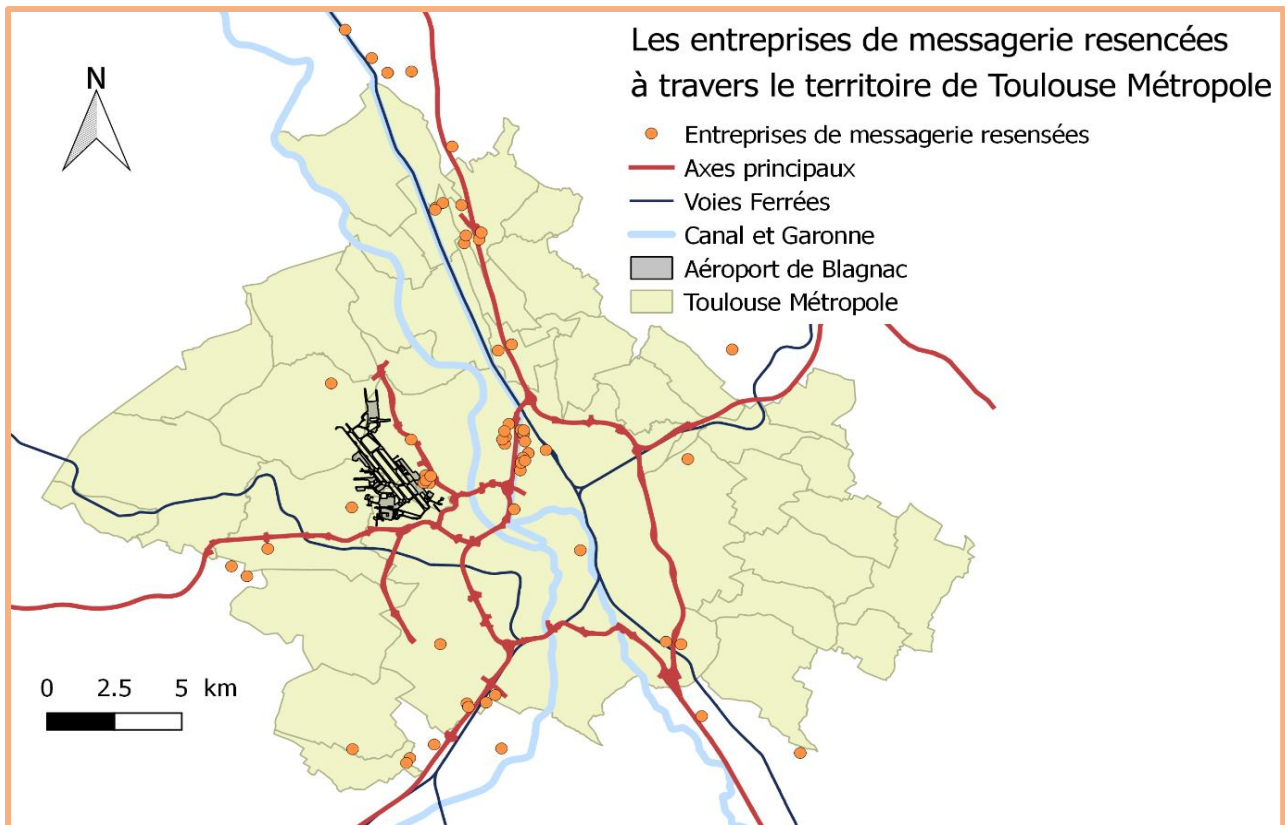 Les entreprises de messagerie resencées
à travers le territoire de Toulouse Métropole
N
Entreprises de messagerie resensées
Axes principaux
Voies Ferrées
Canal et Garonne
Aéroport de Blagnac
Toulouse Métropole
0 2.5 5 km